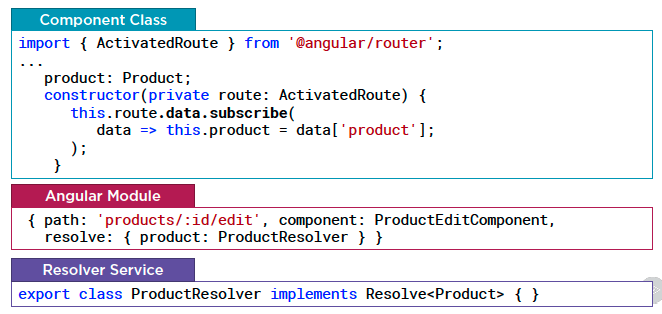 Component Class
import { ActivatedRoute } from '@angular/router';
...
product: Product;
constructor(private route: ActivatedRoute) {
this.route.data.subscribe(
data => this.product = data['product'];
);
}
Angular Module
{ path: 'products/:id/edit', component: ProductEditComponent,
resolve: { product: ProductResolver } }
Resolver Service
export class ProductResolver implements Resolve<Product> { }